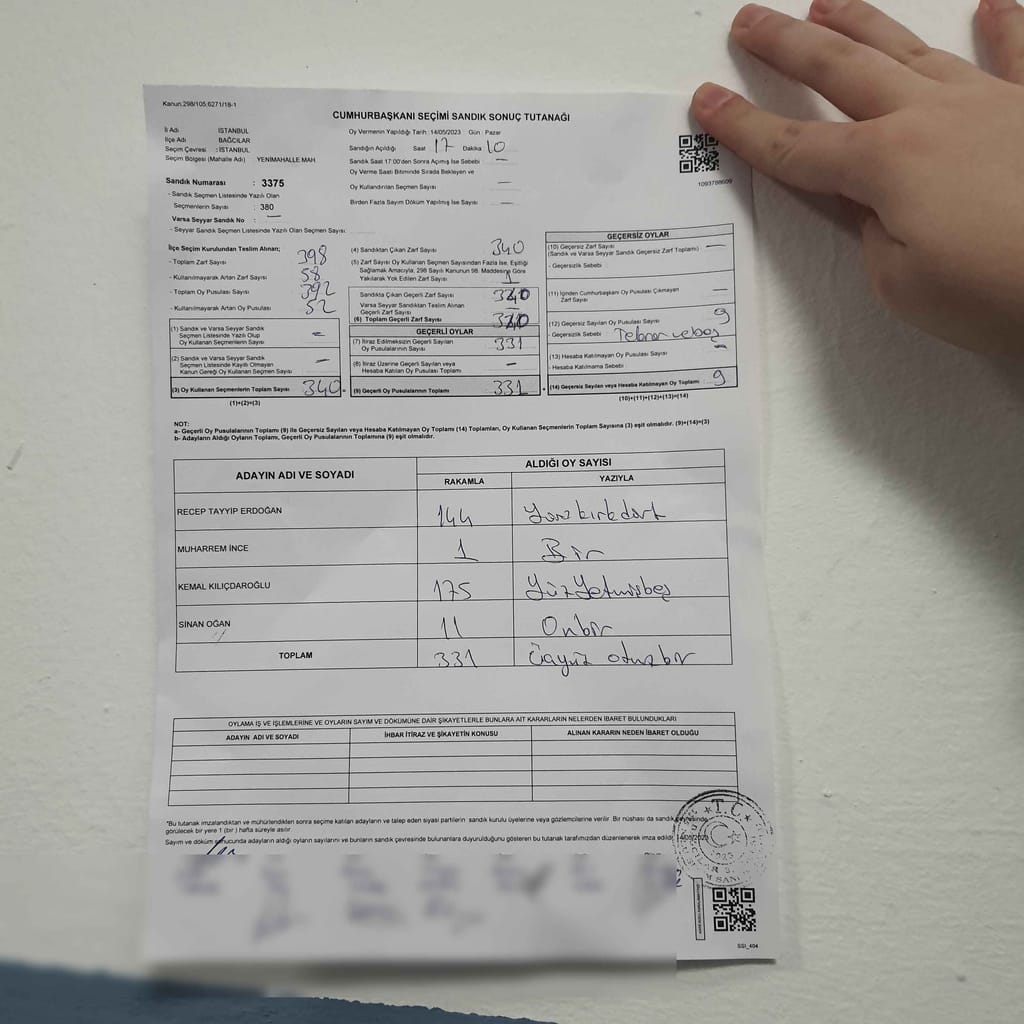 Kanun:298/105;6271/18-1
CUMHURBAŞKANI SEÇİMİ SANDIK SONUÇ TUTANAĞI
İl Adı İSTANBUL
İlçe Adı BAĞCILAR
Seçim Çevresi : İSTANBUL
Seçim Bölgesi (Mahalle Adı) YENİMAHALLE MAH
Sandık Numarası : 3375
- Sandık Seçmen Listesinde Yazılı Olan
Seçmenlerin Sayısı : 380
Varsa Seyyar Sandık No : —
- Seyyar Sandık Seçmen Listesinde Yazılı Olan Seçmen Sayısı:
Oy Vermenin Yapıldığı Tarih :14/05/2023 Gün Pazar
Sandığın Açıldığı Saat 17 Dakika 10
Sandık Saat 17:00'den Sonra Açılmış İse Sebebi —
Oy Verme Saati Bitiminde Sırada Bekleyen ve
Oy Kullandırılan Seçmen Sayısı —
Birden Fazla Sayım Döküm Yapılmış İse Sayısı —
1093788609
İlçe Seçim Kurulundan Teslim Alınan;
- Toplam Zarf Sayısı 398
- Kullanılmayarak Artan Zarf Sayısı 58
- Toplam Oy Pusulası Sayısı 392
- Kullanılmayarak Artan Oy Pusulası 52
(1) Sandık ve Varsa Seyyar Sandık
Seçmen Listesinde Yazılı Olup
Oy Kullanan Seçmenlerin Sayısı –
(2) Sandık ve Varsa Seyyar Sandık
Seçmen Listesinde Kayıtlı Olmayan
Kanun Gereği Oy Kullanan Seçmen Sayısı —
(3) Oy Kullanan Seçmenlerin Toplam Sayısı 340
(1)+(2)=(3)
(4) Sandıktan Çıkan Zarf Sayısı 340
(5) Zarf Sayısı Oy Kullanan Seçmen Sayısından Fazla İse, Eşitliği
Sağlamak Amacıyla, 298 Sayılı Kanunun 98. Maddesine Göre
Yakılarak Yok Edilen Zarf Sayısı
Sandıkta Çıkan Geçerli Zarf Sayısı 340
Varsa Seyyar Sandıktan Teslim Alınan
Geçerli Zarf Sayısı —
(6) Toplam Geçerli Zarf Sayısı 340
GEÇERLİ OYLAR
(7) İtiraz Edilmeksizin Geçerli Sayılan
Oy Pusulalarının Sayısı 331
(8) İtiraz Üzerine Geçerli Sayılan veya
Hesaba Katılan Oy Pusulası Toplamı —
(9) Geçerli Oy Pusulalarının Toplamı 331
GEÇERSİZ OYLAR
(10) Geçersiz Zarf Sayısı
(Sandık ve Varsa Seyyar Sandık Geçersiz Zarf Toplamı) —
- Geçersizlik Sebebi
(11) İçinden Cumhurbaşkanı Oy Pusulası Çıkmayan
Zarf Sayısı —
(12) Geçersiz Sayılan Oy Pusulası Sayısı 9
- Geçersizlik Sebebi
(13) Hesaba Katılmayan Oy Pusulası Sayısı —
- Hesaba Katılmama Sebebi
(14) Geçersiz Sayılan veya Hesaba Katılmayan Oy Toplamı 9
(10)+(11)+(12)+(13)=(14)
NOT:
a- Geçerli Oy Pusulalarının Toplamı (9) ile Geçersiz Sayılan veya Hesaba Katılmayan Oy Toplamı (14) Toplamları, Oy Kullanan Seçmenlerin Toplam Sayısına (3) eşit olmalıdır. (9)+(14)=(3)
b- Adayların Aldığı Oyların Toplamı, Geçerli Oy Pusulalarının Toplamına (9) eşit olmalıdır.
ADAYIN ADI VE SOYADI ALDIĞI OY SAYISI
RAKAMLA YAZIYLA
RECEP TAYYİP ERDOĞAN 144 Yüzkırkdört
MUHARREM İNCE 1 Bir
KEMAL KILIÇDAROĞLU 175 YüzYetmişbeş
SİNAN OĞAN 11 Onbir
TOPLAM 331 Üçyüz otuzbir
OYLAMA İŞ VE İŞLEMLERİNE VE OYLARIN SAYIM VE DÖKÜMÜNE DAİR ŞİKAYETLERLE BUNLARA AİT KARARLARIN NELERDEN İBARET BULUNDUKLARI
ADAYIN ADI VE SOYADI İHBAR İTİRAZ VE ŞİKAYETİN KONUSU ALINAN KARARIN NEDEN İBARET OLDUĞU
*Bu tutanak imzalandıktan ve mühürlendikten sonra seçime katılan adayların ve talep eden siyasi partilerin sandık kurulu üyelerine veya gözlemcilerine verilir. Bir nüshası da sandık çevresinde
görülecek bir yere 1 (bir) hafta süreyle asılır
Sayım ve döküm sonucunda adayların aldığı oyların sayılarını ve bunların sandık çevresinde bulunanlara duyurulduğunu gösteren bu tutanak tarafımızdan düzenlenerek imza edildi. 14/05/2023
T.C
1923
SSI_404